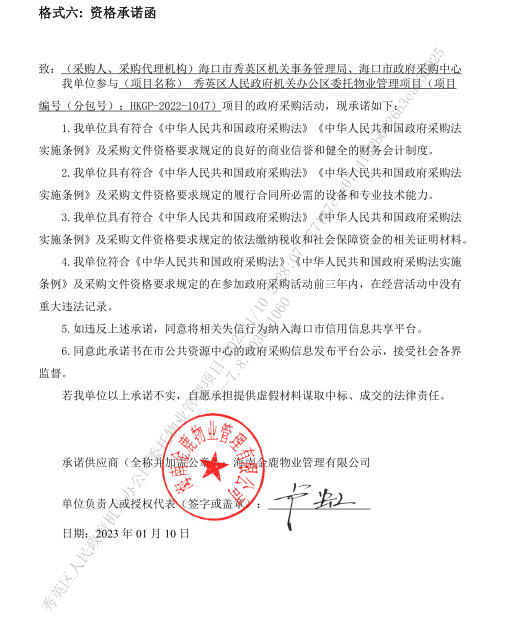 格式六：资格承诺函
致：（采购人、采购代理机构）海口市秀英区机关事务管理局、海口市政府采购中心
我单位参与（项目名称） 秀英区人民政府机关办公区委托物业管理项目（项目
编号（分包号）：HKGP-2022-1047）项目的政府采购活动，现承诺如下：
1.我单位具有符合《中华人民共和国政府采购法》《中华人民共和国政府采购法
实施条例》及采购文件资格要求规定的良好的商业信誉和健全的财务会计制度。
2.我单位具有符合《中华人民共和国政府采购法》《中华人民共和国政府采购法
实施条例》及采购文件资格要求规定的履行合同所必需的设备和专业技术能力。
3.我单位具有符合《中华人民共和国政府采购法》《中华人民共和国政府采购法
实施条例》及采购文件资格要求规定的依法缴纳税收和社会保障资金的相关证明材料。
4.我单位符合《中华人民共和国政府采购法》《中华人民共和国政府采购法实施
条例》及采购文件资格要求规定的在参加政府采购活动前三年内，在经营活动中没有
重大违法记录。
5.如违反上述承诺，同意将相关失信行为纳入海口市信用信息共享平台。
6.同意此承诺书在市公共资源中心的政府采购信息发布平台公示，接受社会各界
监督。
若我单位以上承诺不实，自愿承担提供虚假材料谋取中标、成交的法律责任。
海南金鹿物业管理有限公司
承诺供应商（全称并加盖公章）：海南金鹿物业管理有限公司
单位负责人或授权代表（签字或盖章）：
日期：2023 年 01 月 10 日
秀英区人民政府机关办公区委托物业管理项目